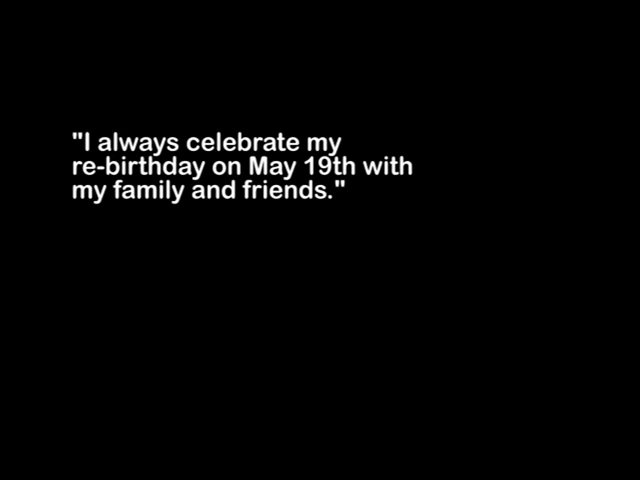 "I always celebrate my
re-birthday on May 19th with
my family and friends."